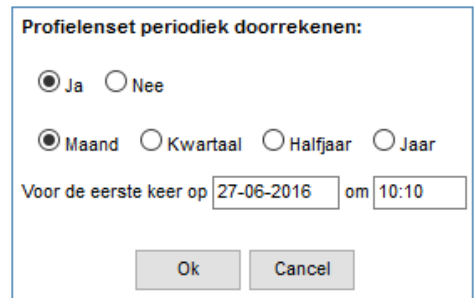 Profielenset periodiek doorrekenen:
Ja Nee
Maand Kwartaal Halfjaar Jaar
Voor de eerste keer op 27-06-2016 om 10:10
Ok Cancel